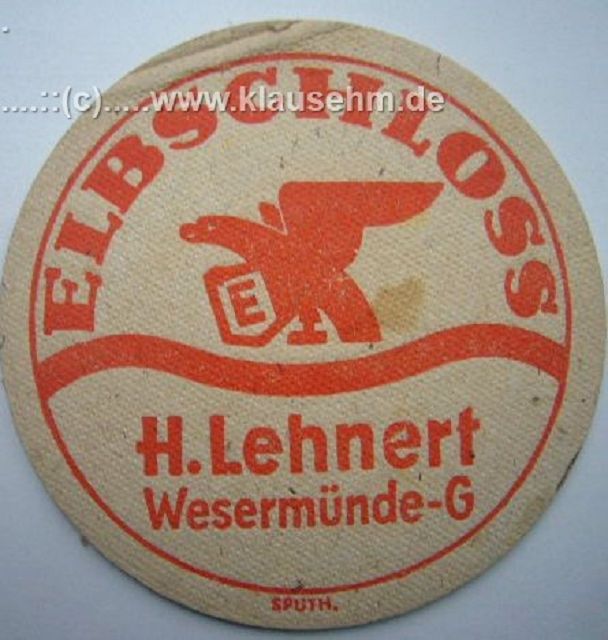 .....::(c).....www.klausehm.de
ELBSCHLOSS
E
H. Lehnert
Wesermünde-G
SPUTH.